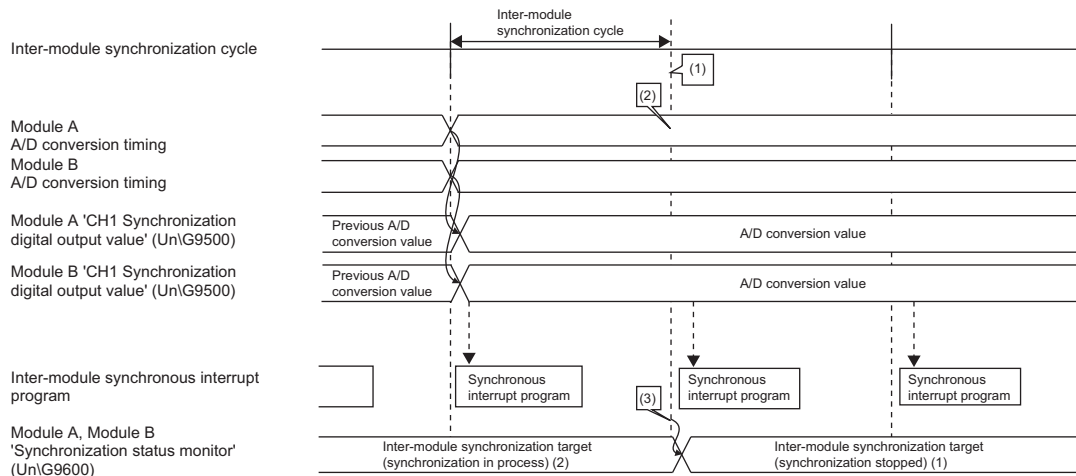 Inter-module
synchronization cycle
Inter-module synchronization cycle
(1)
(2)
Module A
A/D conversion timing
Module B
A/D conversion timing
Module A 'CH1 Synchronization
digital output value' (Un\G9500)
Previous A/D
conversion value
A/D conversion value
Module B 'CH1 Synchronization
digital output value' (Un\G9500)
Previous A/D
conversion value
A/D conversion value
Inter-module synchronous interrupt
program
Synchronous
interrupt program
(3)
Synchronous
interrupt program
Synchronous
interrupt program
Module A, Module B
'Synchronization status monitor'
(Un\G9600)
Inter-module synchronization target
(synchronization in process) (2)
Inter-module synchronization target
(synchronization stopped) (1)